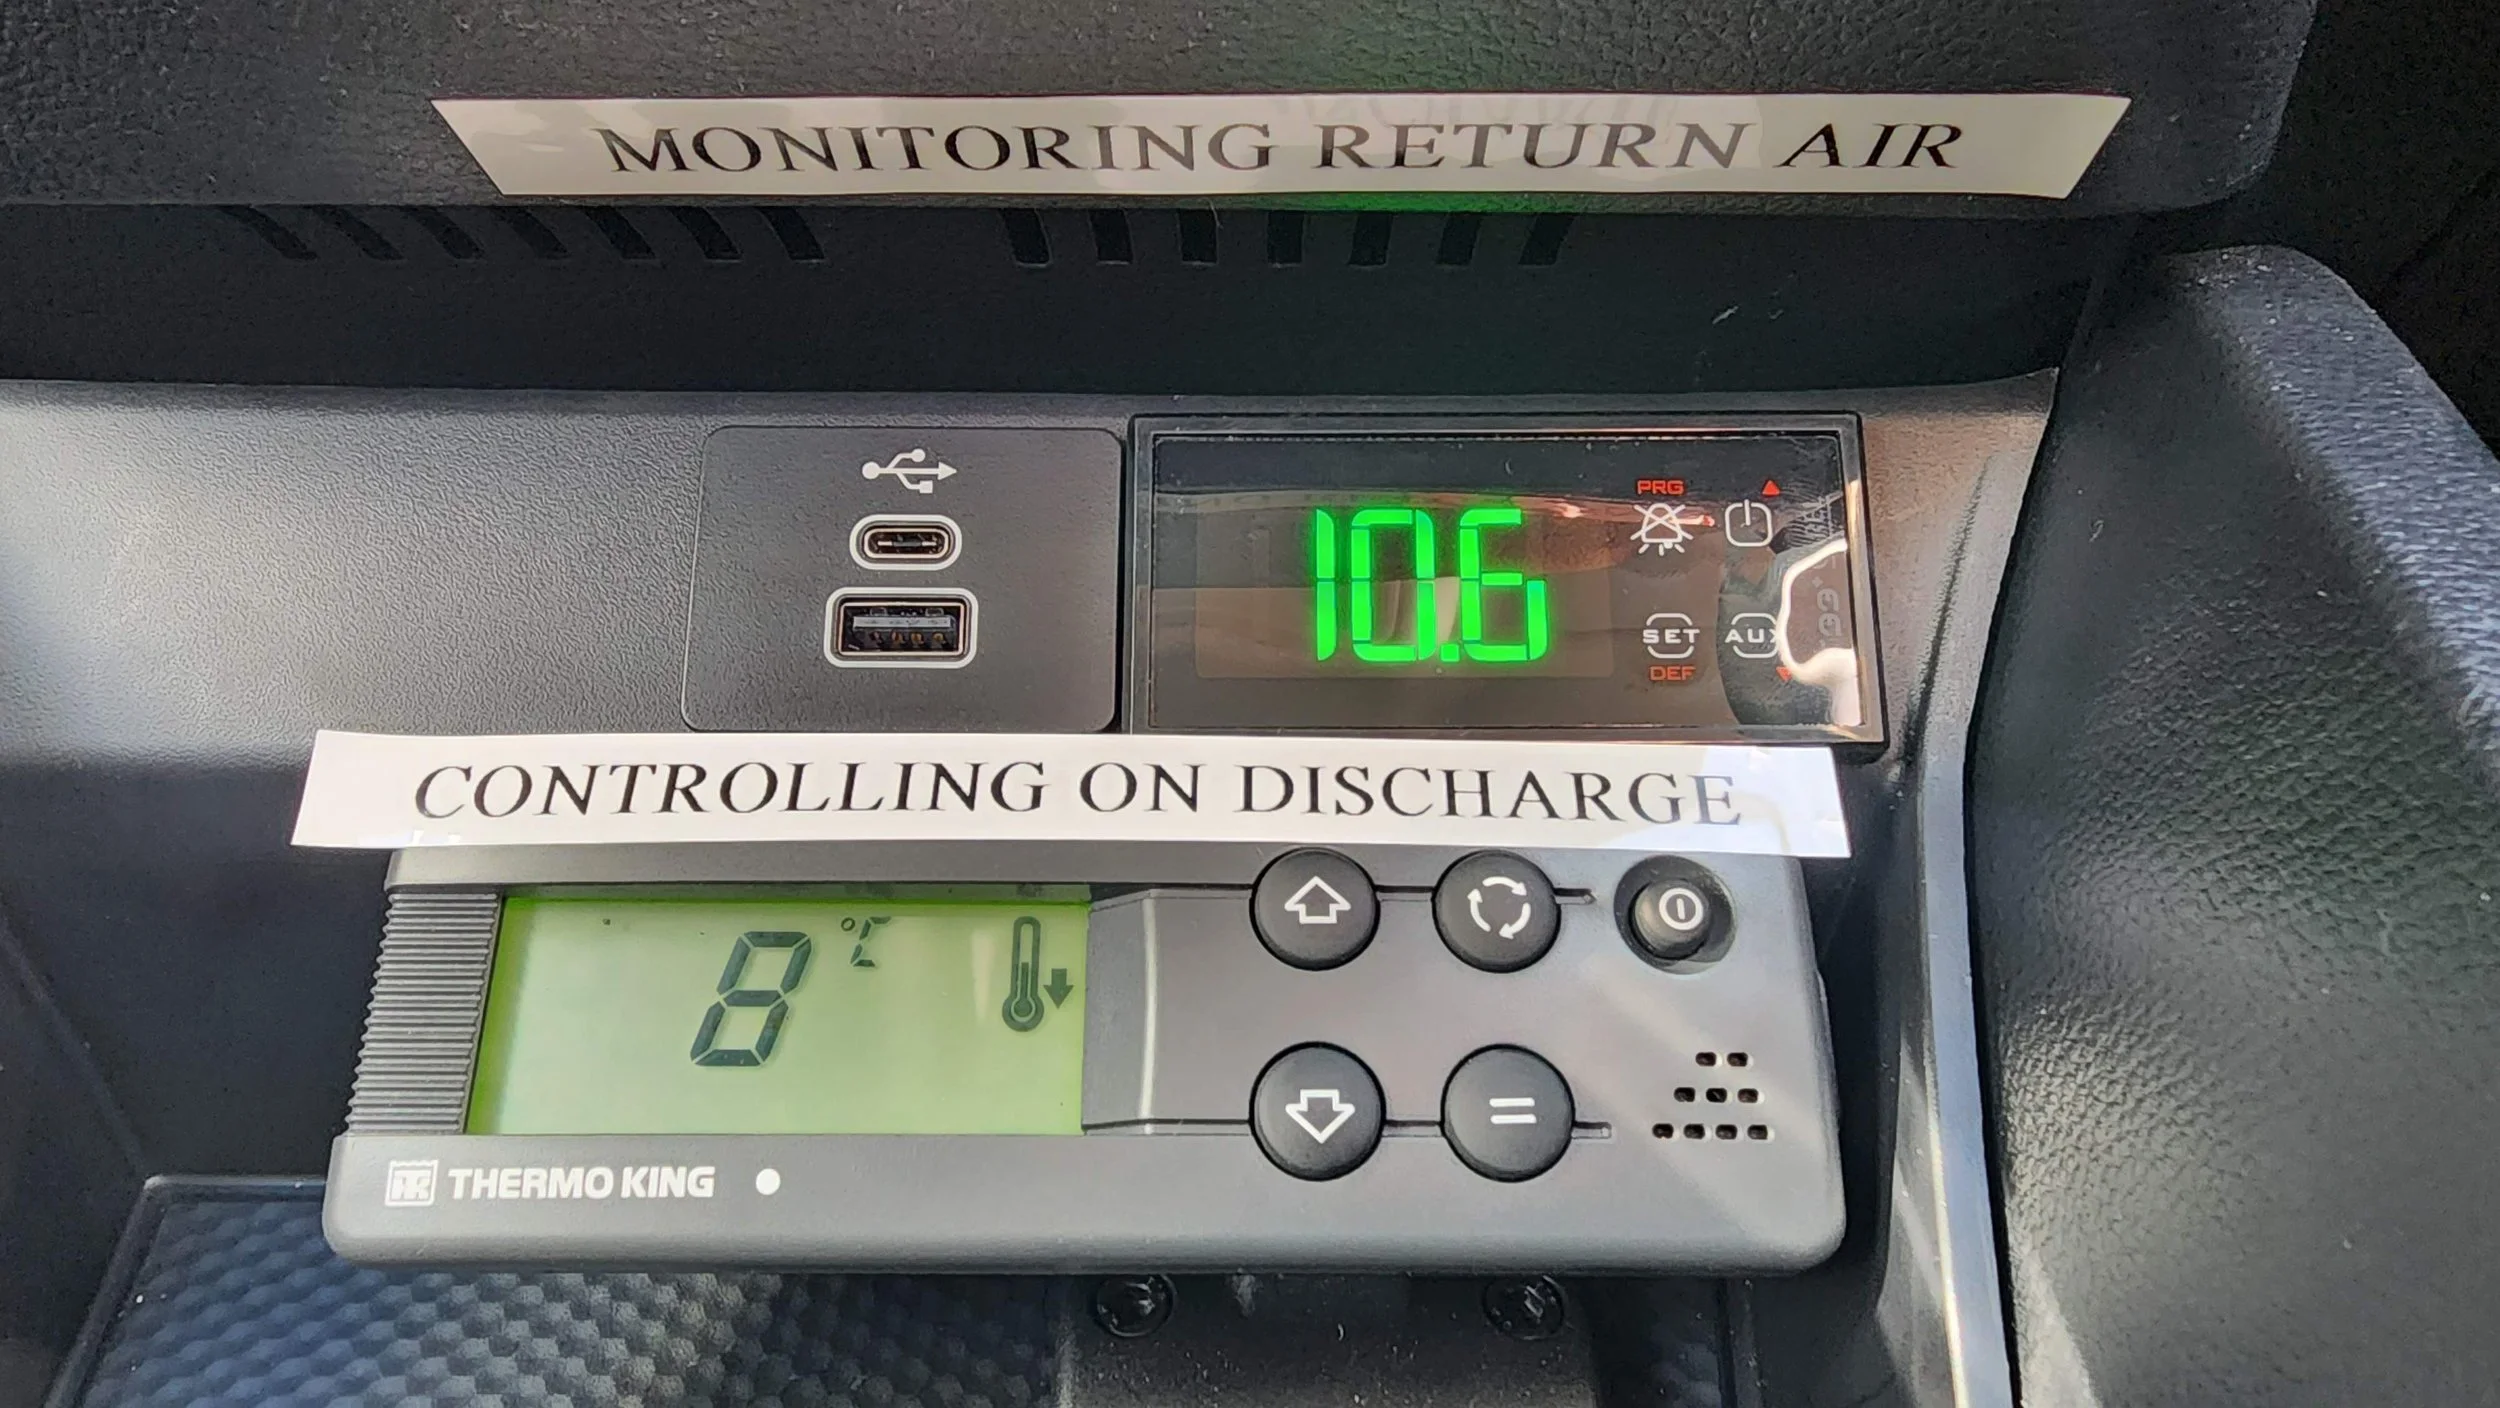 MONITORING RETURN AIR
10.6
PRG
SET AUX
DEF
CONTROLLING ON DISCHARGE
8 °C
THERMO KING